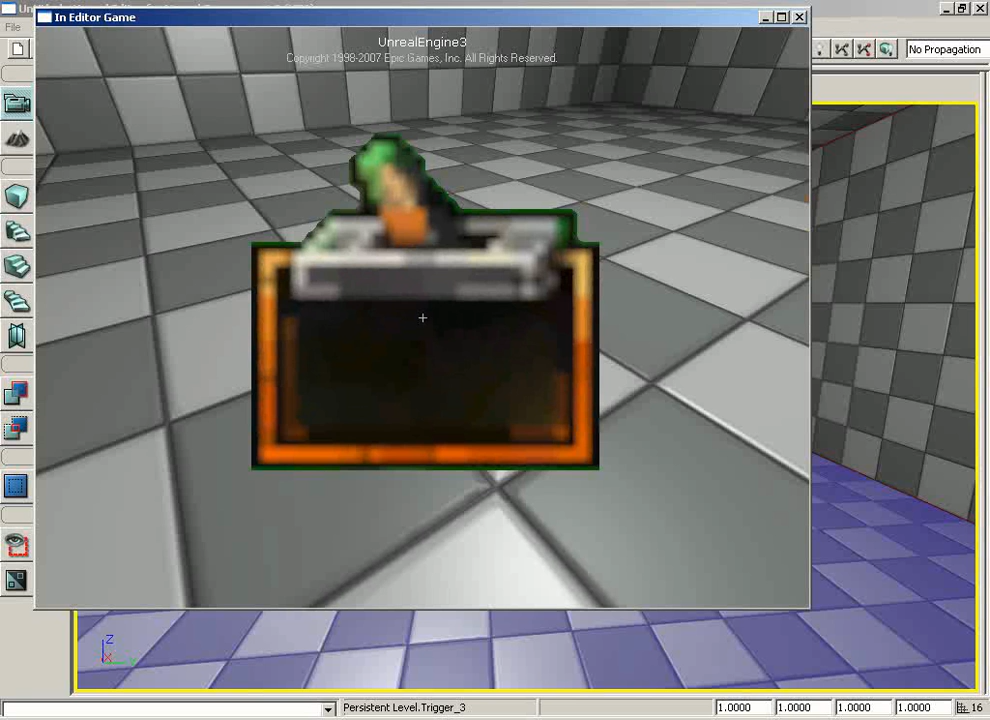 In Editor Game
File
No Propagation
UnrealEngine3
Copyright 1998-2007 Epic Games, Inc. All Rights Reserved.
Z
X
Persistent Level.Trigger_3
1.0000
1.0000
1.0000
1.0000
16